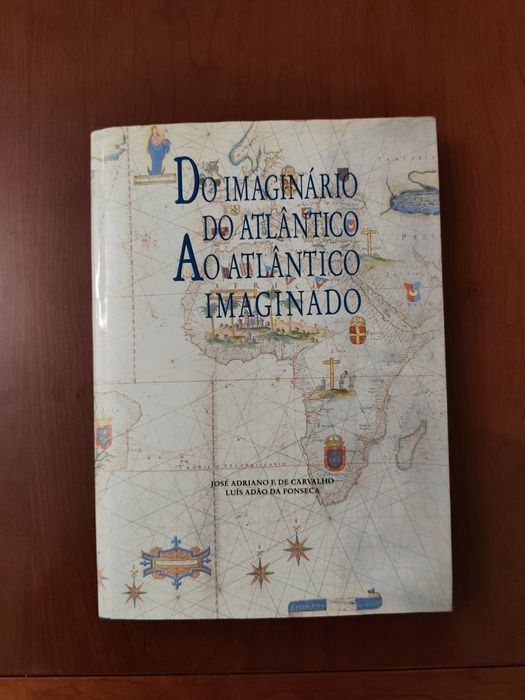 DO IMAGINÁRIO
DO ATLÂNTICO
AO ATLÂNTICO
IMAGINADO
JOSÉ ADRIANO F. DE CARVALHO
LUÍS ADÃO DA FONSECA